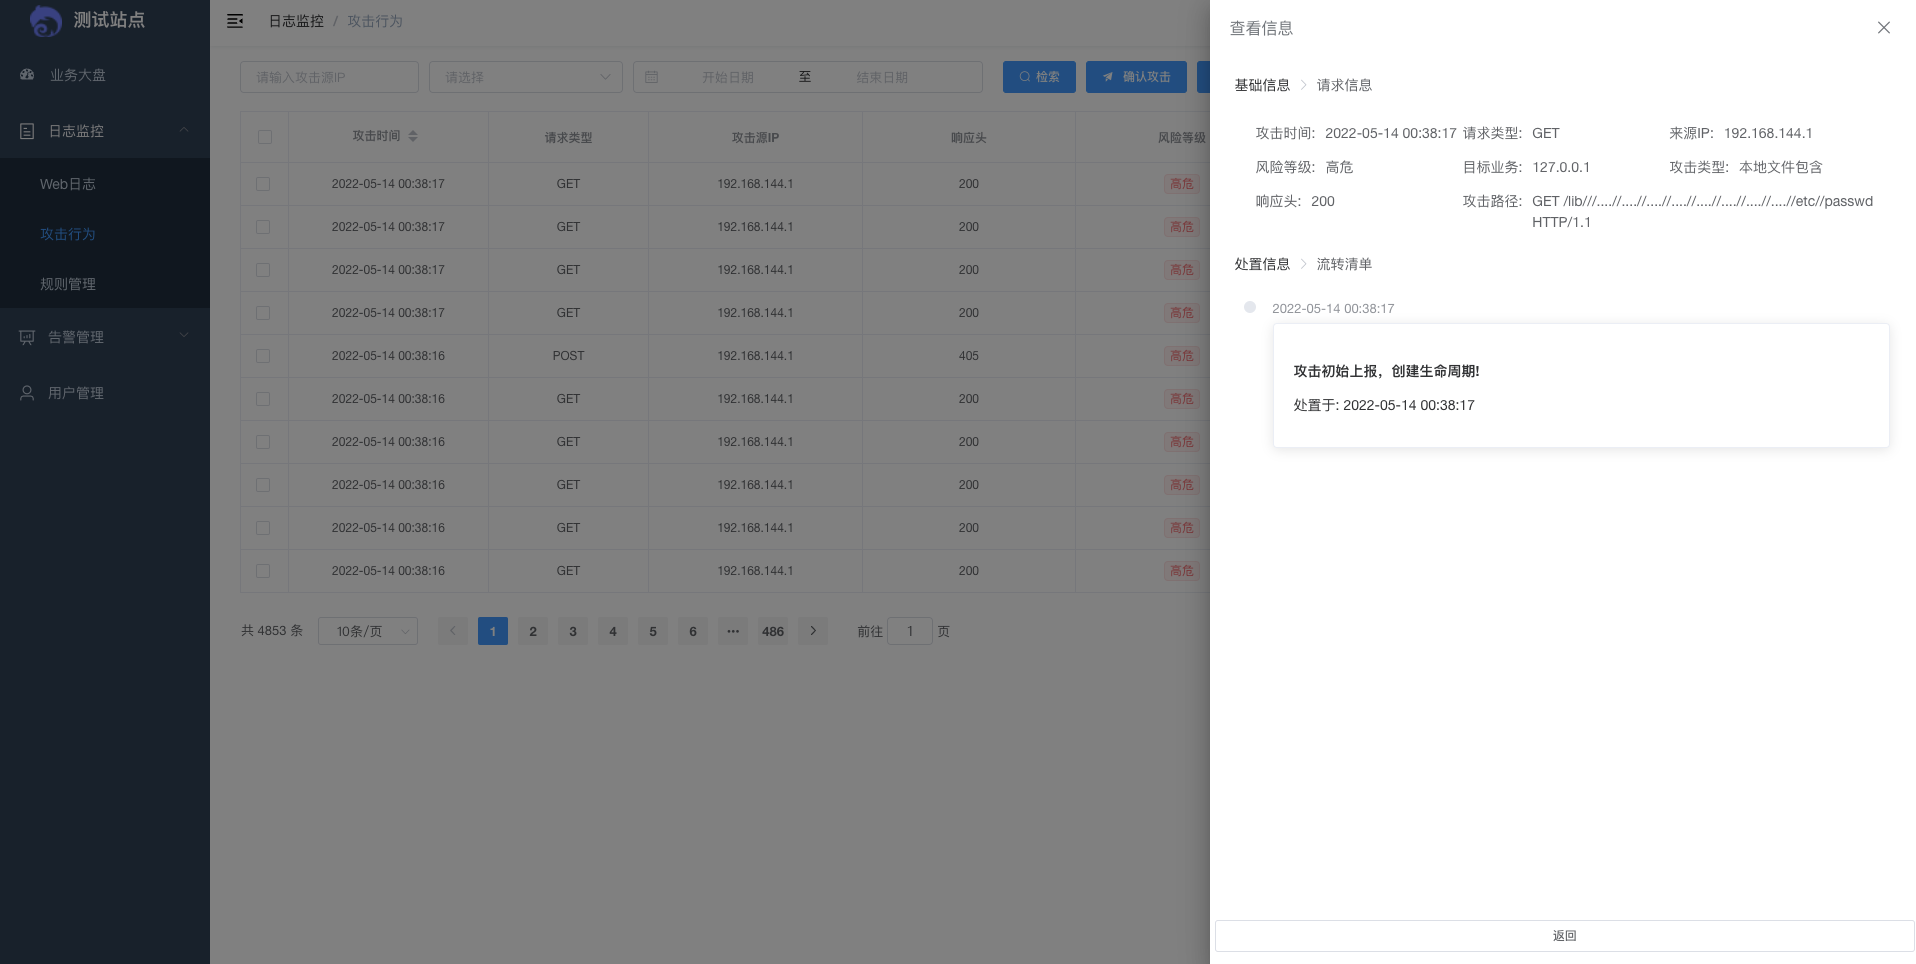 测试站点
业务大盘
日志监控
Web日志
攻击行为
规则管理
告警管理
用户管理
日志监控 / 攻击行为
请输入攻击源IP 请选择 开始日期 至 结束日期 检索 确认攻击
攻击时间 请求类型 攻击源IP 响应头 风险等级
2022-05-14 00:38:17 GET 192.168.144.1 200 高危
2022-05-14 00:38:17 GET 192.168.144.1 200 高危
2022-05-14 00:38:17 GET 192.168.144.1 200 高危
2022-05-14 00:38:17 GET 192.168.144.1 200 高危
2022-05-14 00:38:16 POST 192.168.144.1 405 高危
2022-05-14 00:38:16 GET 192.168.144.1 200 高危
2022-05-14 00:38:16 GET 192.168.144.1 200 高危
2022-05-14 00:38:16 GET 192.168.144.1 200 高危
2022-05-14 00:38:16 GET 192.168.144.1 200 高危
2022-05-14 00:38:16 GET 192.168.144.1 200 高危
共 4853 条 10条/页 1 2 3 4 5 6 ••• 486 前往 1 页
查看信息
基础信息 > 请求信息
攻击时间: 2022-05-14 00:38:17 请求类型: GET 来源IP: 192.168.144.1
风险等级: 高危 目标业务: 127.0.0.1 攻击类型: 本地文件包含
响应头: 200 攻击路径: GET /lib///....//....//....//....//....//....//....//....//etc//passwd
HTTP/1.1
处置信息 > 流转清单
2022-05-14 00:38:17
攻击初始上报，创建生命周期!
处置于: 2022-05-14 00:38:17
返回